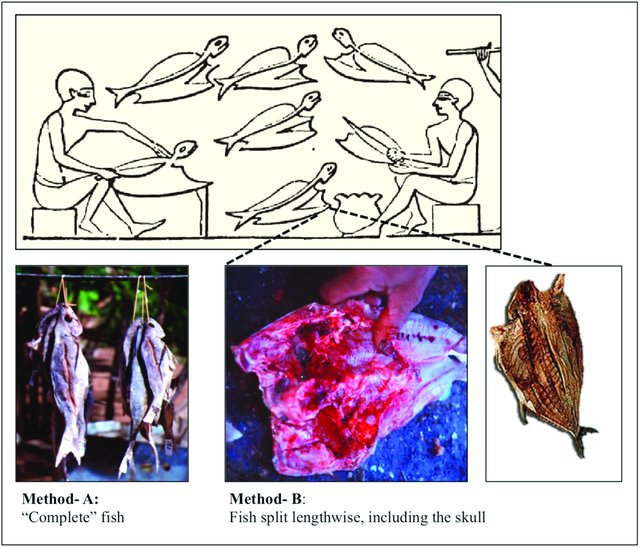 Method- A:
“Complete” fish
Method- B:
Fish split lengthwise, including the skull